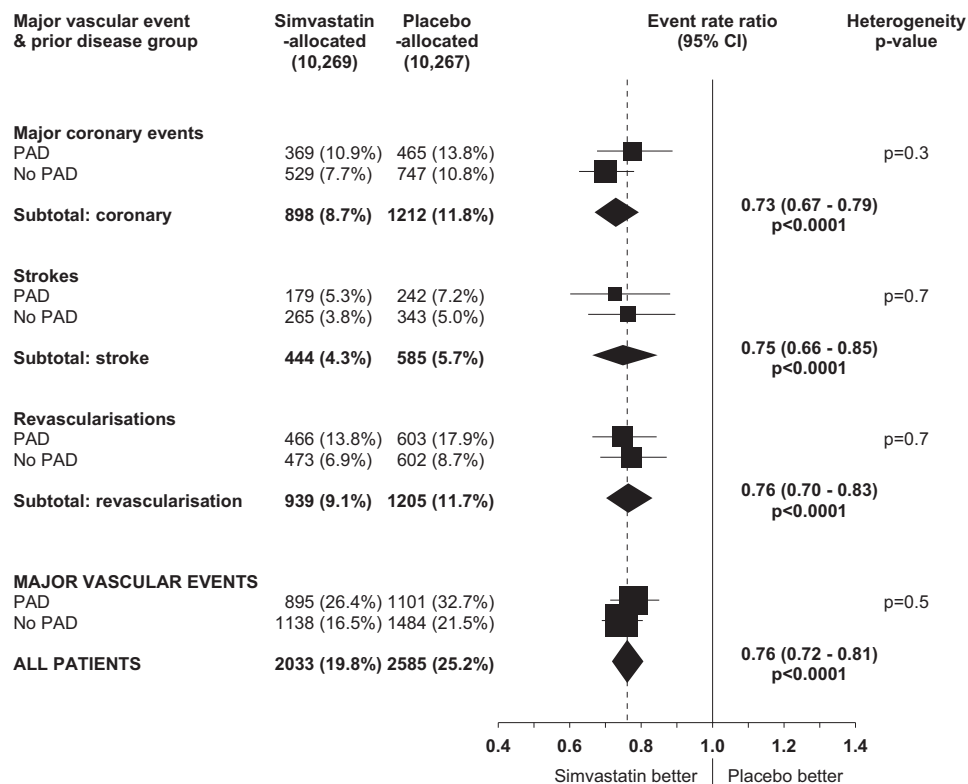 Major vascular event Simvastatin Placebo Event rate ratio Heterogeneity
& prior disease group -allocated -allocated (95% CI) p-value
(10,269) (10,267)
Major coronary events
PAD 369 (10.9%) 465 (13.8%) p=0.3
No PAD 529 (7.7%) 747 (10.8%)
Subtotal: coronary 898 (8.7%) 1212 (11.8%) 0.73 (0.67 - 0.79)
p<0.0001
Strokes
PAD 179 (5.3%) 242 (7.2%) p=0.7
No PAD 265 (3.8%) 343 (5.0%)
Subtotal: stroke 444 (4.3%) 585 (5.7%) 0.75 (0.66 - 0.85)
p<0.0001
Revascularisations
PAD 466 (13.8%) 603 (17.9%) p=0.7
No PAD 473 (6.9%) 602 (8.7%)
Subtotal: revascularisation 939 (9.1%) 1205 (11.7%) 0.76 (0.70 - 0.83)
p<0.0001
MAJOR VASCULAR EVENTS
PAD 895 (26.4%) 1101 (32.7%) p=0.5
No PAD 1138 (16.5%) 1484 (21.5%)
ALL PATIENTS 2033 (19.8%) 2585 (25.2%) 0.76 (0.72 - 0.81)
p<0.0001
0.4 0.6 0.8 1.0 1.2 1.4
Simvastatin better Placebo better